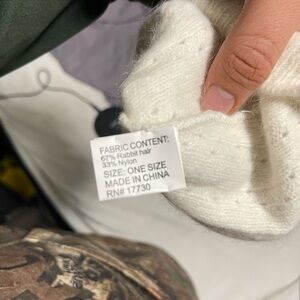 FABRIC CONTENT:
67% Rabbit hair
33% Nylon
SIZE: ONE SIZE
MADE IN CHINA
RN# 17730